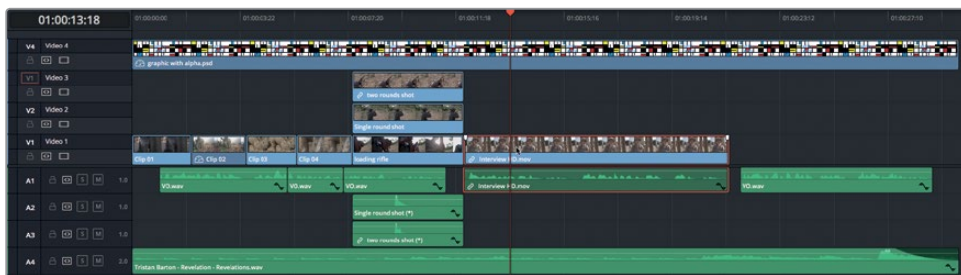 01:00:13:18
01:00:00:00 01:00:03:22 01:00:07:20 01:00:11:18 01:00:15:16 01:00:19:14 01:00:23:12 01:00:27:10
V4 Video 4
graphic with alpha.psd
V1 Video 3
two rounds shot
V2 Video 2
Single round shot
V1 Video 1
Clip 01 Clip 02 Clip 03 Clip 04 loading rifle Interview HD.mov
A1 S M 1.0
VO.wav VO.wav VO.wav Interview HD.mov VO.wav
A2 S M 1.0
Single round shot (*)
A3 S M 1.0
two rounds shot (*)
A4 S M 2.0
Tristan Barton - Revelation - Revelations.wav